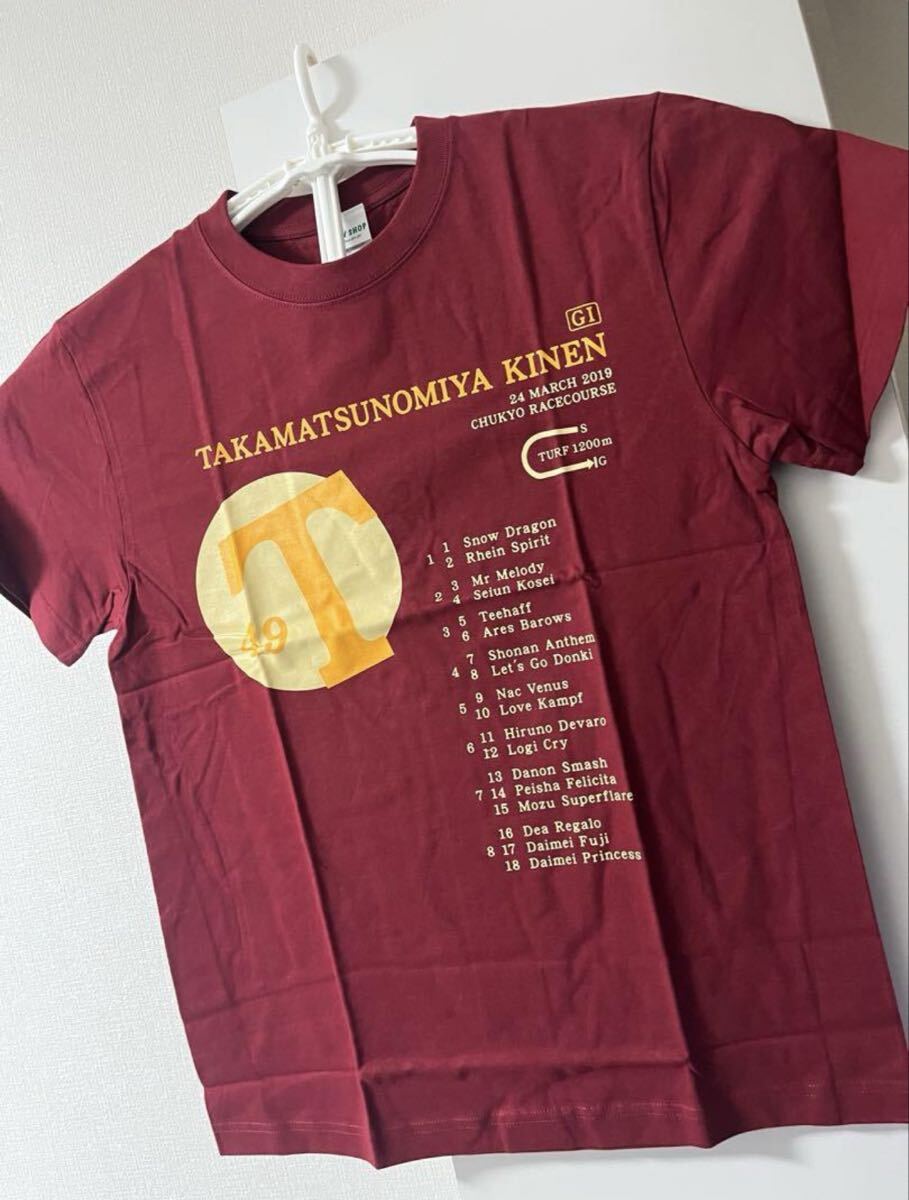 SHOP
GI
TAKAMATSUNOMIYA KINEN
24 MARCH 2019
CHUKYO RACECOURSE
S
TURF 1200m
G
T
49
1 1 Snow Dragon
2 Rhein Spirit
2 3 Mr Melody
4 Seiun Kosei
3 5 Teehaff
6 Ares Barows
4 7 Shonan Anthem
8 Let's Go Donki
5 9 Nac Venus
10 Love Kampf
6 11 Hiruno Devaro
12 Logi Cry
13 Danon Smash
7 14 Peisha Felicita
15 Mozu Superflare
16 Dea Regalo
8 17 Daimei Fuji
18 Daimei Princess